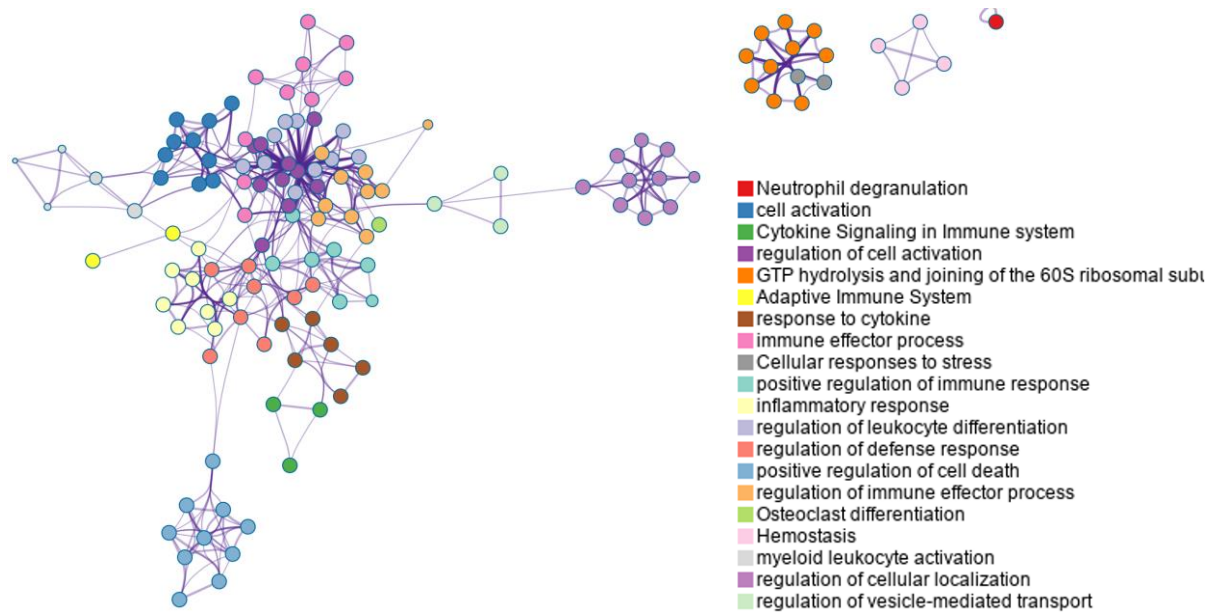 Neutrophil degranulation
cell activation
Cytokine Signaling in Immune system
regulation of cell activation
GTP hydrolysis and joining of the 60S ribosomal subu
Adaptive Immune System
response to cytokine
immune effector process
Cellular responses to stress
positive regulation of immune response
inflammatory response
regulation of leukocyte differentiation
regulation of defense response
positive regulation of cell death
regulation of immune effector process
Osteoclast differentiation
Hemostasis
myeloid leukocyte activation
regulation of cellular localization
regulation of vesicle-mediated transport